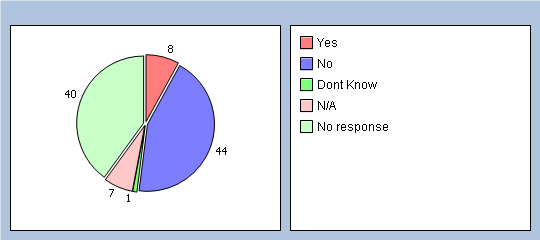 8
40
44
7
1
Yes
No
Dont Know
N/A
No response